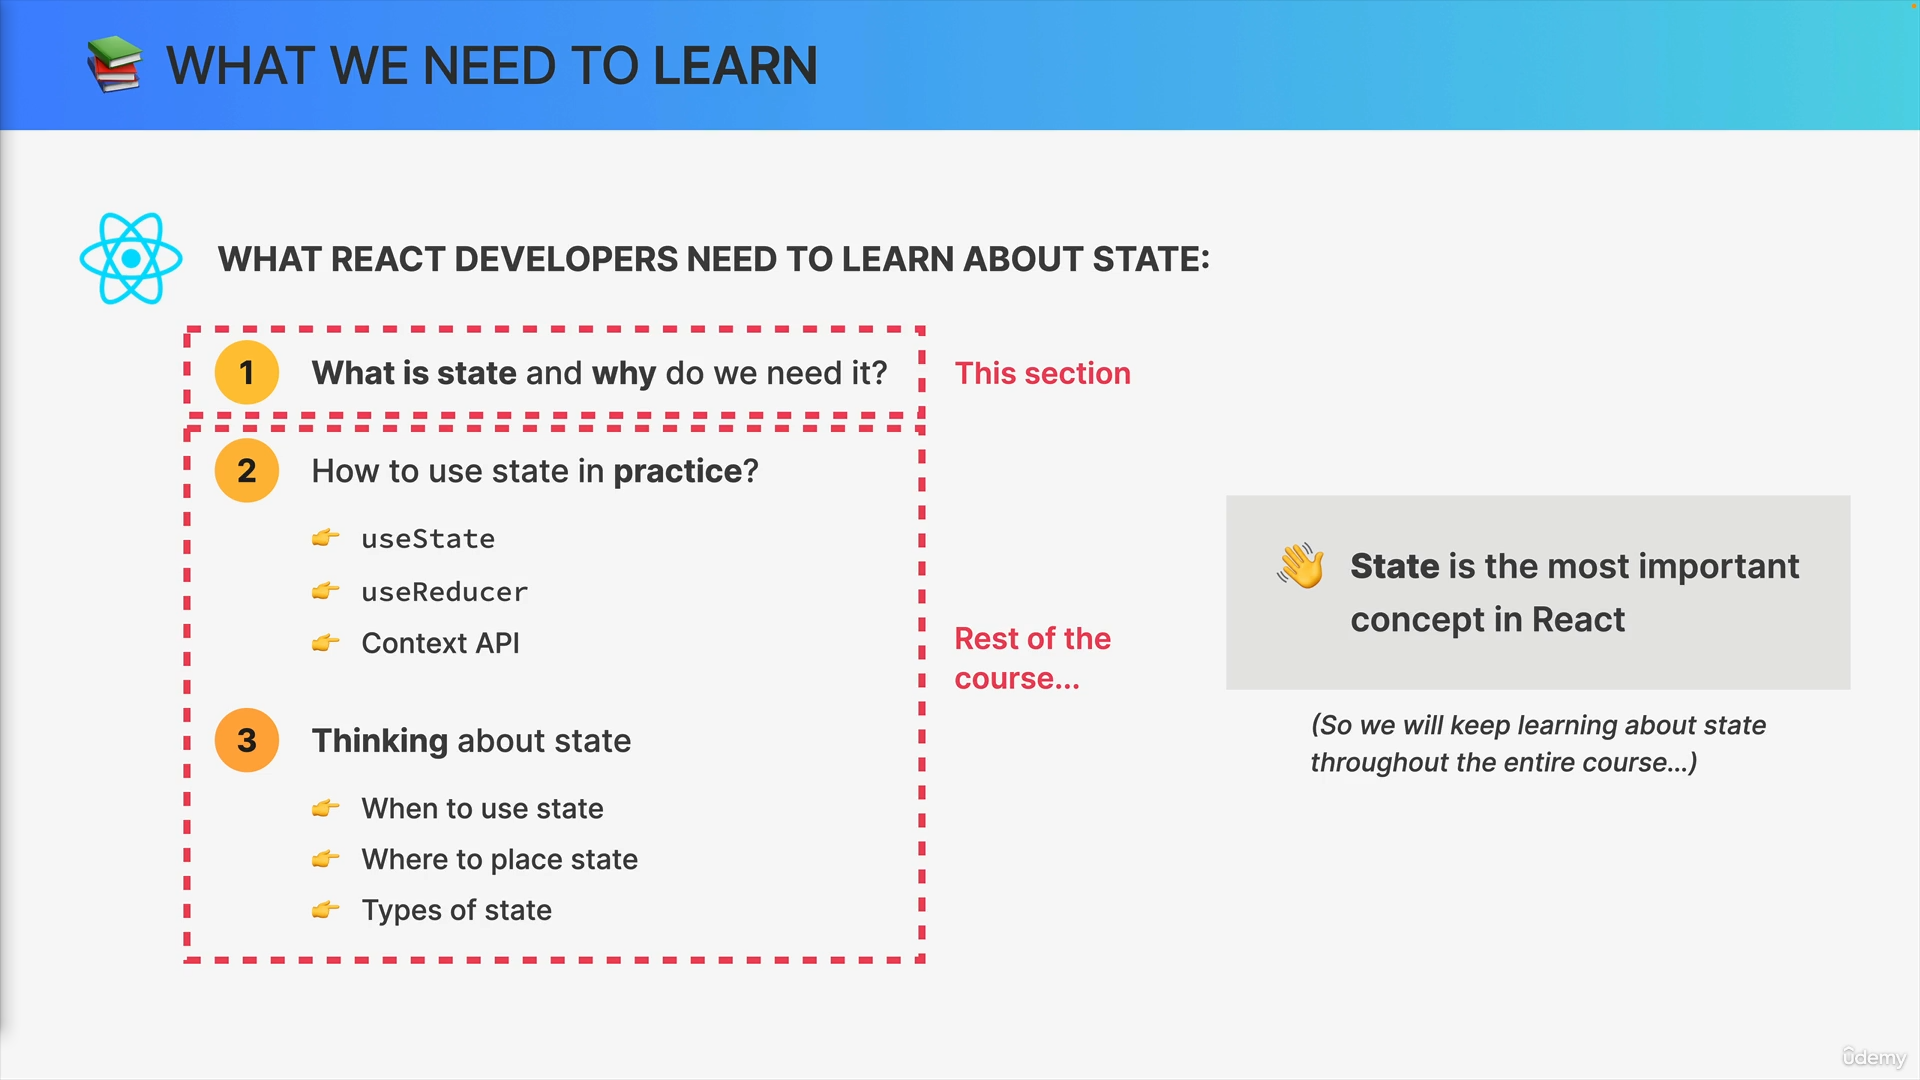 WHAT WE NEED TO LEARN
WHAT REACT DEVELOPERS NEED TO LEARN ABOUT STATE:
1 What is state and why do we need it?
This section
2 How to use state in practice?
useState
useReducer
Context API
Rest of the
course...
3 Thinking about state
When to use state
Where to place state
Types of state
State is the most important
concept in React
(So we will keep learning about state
throughout the entire course...)
ûdemy